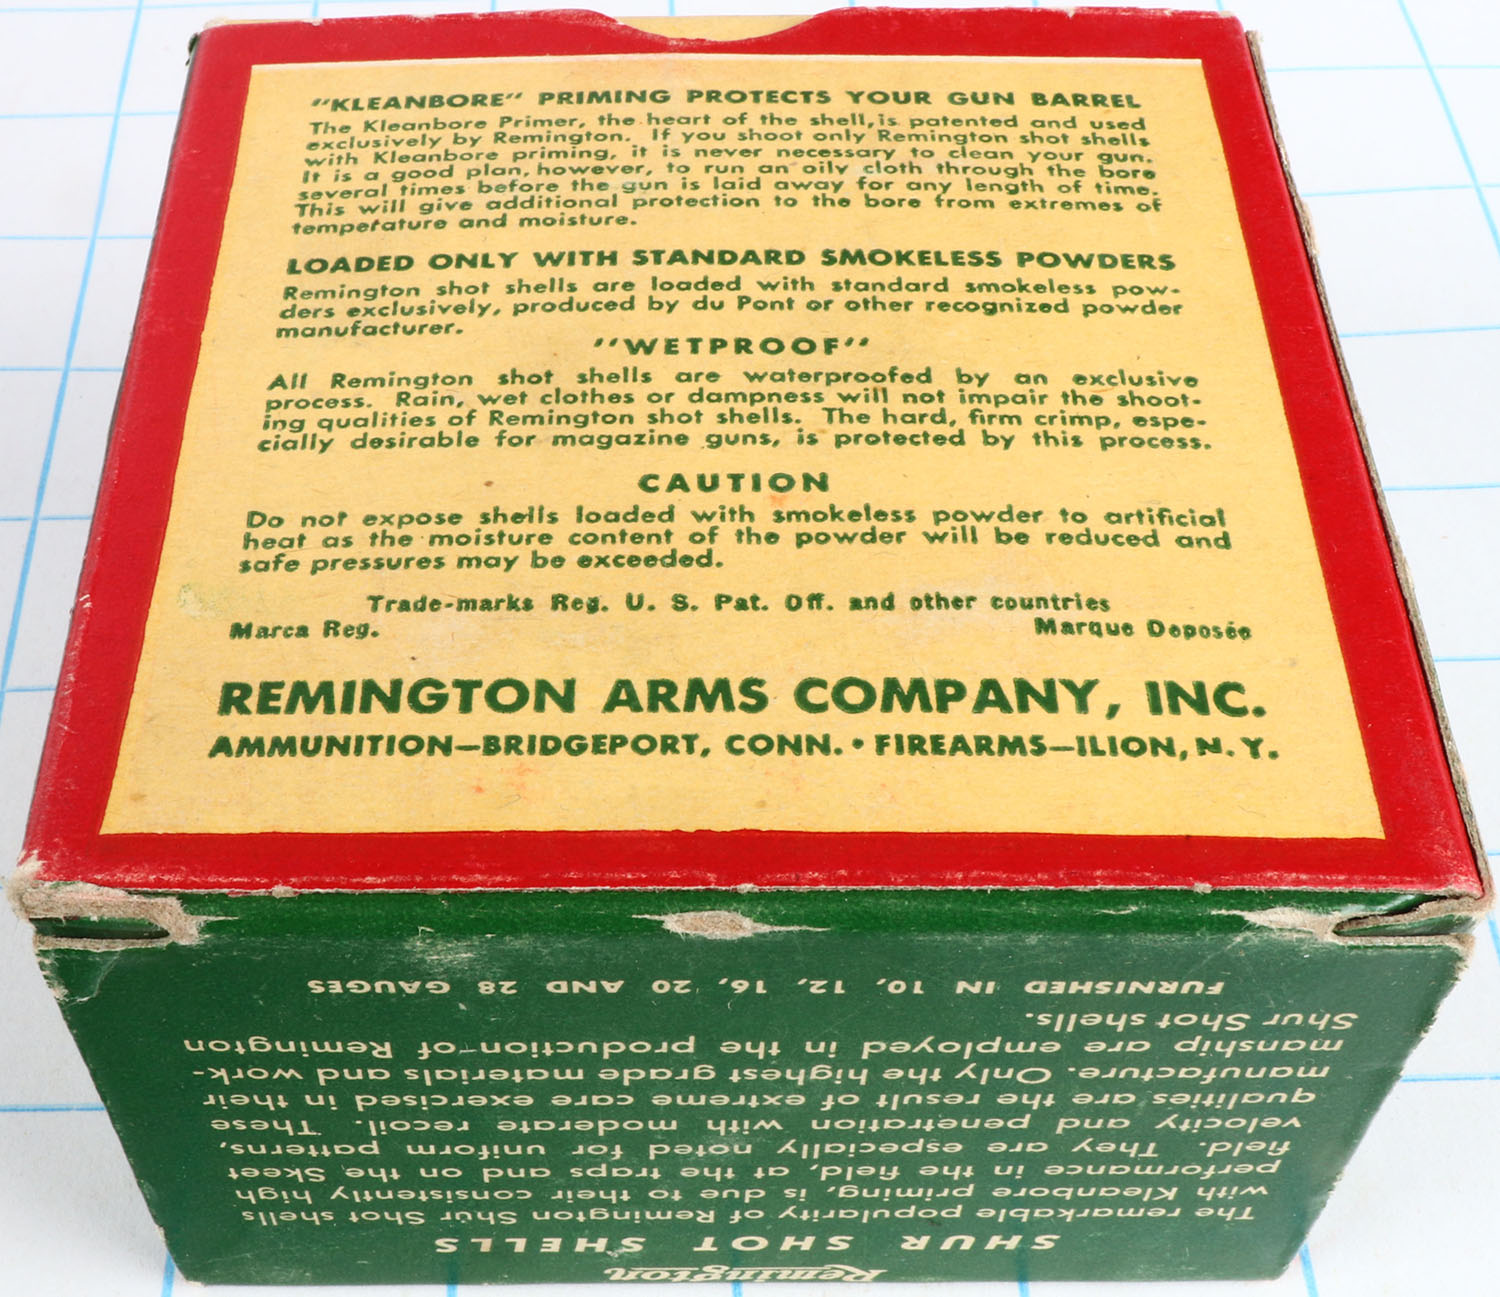 "KLEANBORE" PRIMING PROTECTS YOUR GUN BARREL
The Kleanbore Primer, the heart of the shell, is patented and used
exclusively by Remington. If you shoot only Remington shot shells
with Kleanbore priming, it is never necessary to clean your gun.
It is a good plan, however, to run an oily cloth through the bore
several times before the gun is laid away for any length of time.
This will give additional protection to the bore from extremes of
temperature and moisture.
LOADED ONLY WITH STANDARD SMOKELESS POWDERS
Remington shot shells are loaded with standard smokeless pow-
ders exclusively, produced by du Pont or other recognized powder
manufacturer.
"WETPROOF"
All Remington shot shells are waterproofed by an exclusive
process. Rain, wet clothes or dampness will not impair the shoot-
ing qualities of Remington shot shells. The hard, firm crimp, espe-
cially desirable for magazine guns, is protected by this process.
CAUTION
Do not expose shells loaded with smokeless powder to artificial
heat as the moisture content of the powder will be reduced and
safe pressures may be exceeded.
Trade-marks Reg. U. S. Pat. Off. and other countries
Marca Reg. Marque Deposée
REMINGTON ARMS COMPANY, INC.
AMMUNITION—BRIDGEPORT, CONN. • FIREARMS—ILION, N. Y.
Remington
SHUR SHOT SHELLS
The remarkable popularity of Remington Shur Shot shells
with Kleanbore priming, is due to their consistently high
performance in the field, at the traps and on the Skeet
field. They are especially noted for uniform patterns,
velocity and penetration with moderate recoil. These
qualities are the result of extreme care exercised in their
manufacture. Only the highest grade materials and work-
manship are employed in the production of Remington
Shur Shot shells.
FURNISHED IN 10, 12, 16, 20 AND 28 GAUGES